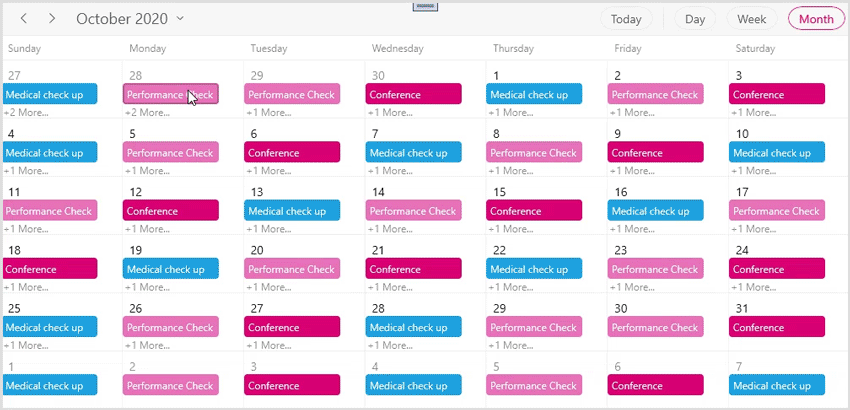 October 2020 Today Day Week Month
Sunday Monday Tuesday Wednesday Thursday Friday Saturday
27 28 29 30 1 2 3
Medical check up Performance Check Performance Check Conference Medical check up Performance Check Conference
+2 More... +2 More... +1 More... +1 More... +1 More... +1 More... +1 More...
4 5 6 7 8 9 10
Medical check up Performance Check Conference Medical check up Performance Check Conference Medical check up
+1 More... +1 More... +1 More... +1 More... +1 More... +1 More... +1 More...
11 12 13 14 15 16 17
Performance Check Conference Medical check up Performance Check Conference Medical check up Performance Check
+1 More... +1 More... +1 More... +1 More... +1 More... +1 More... +1 More...
18 19 20 21 22 23 24
Conference Medical check up Performance Check Conference Medical check up Performance Check Conference
+1 More... +1 More... +1 More... +1 More... +1 More... +1 More... +1 More...
25 26 27 28 29 30 31
Medical check up Performance Check Conference Medical check up Performance Check Performance Check Conference
+1 More... +1 More... +1 More... +1 More... +1 More...
1 2 3 4 5 6 7
Medical check up Performance Check Conference Medical check up Performance Check Conference Medical check up